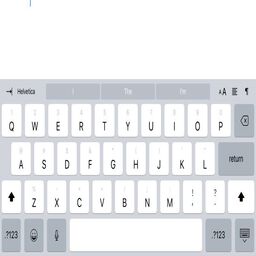 Helvetica I The I'm AA ¶
Q W E R T Y U I O P
A S D F G H J K L return
Z X C V B N M ! , ? .
.?123 .?123